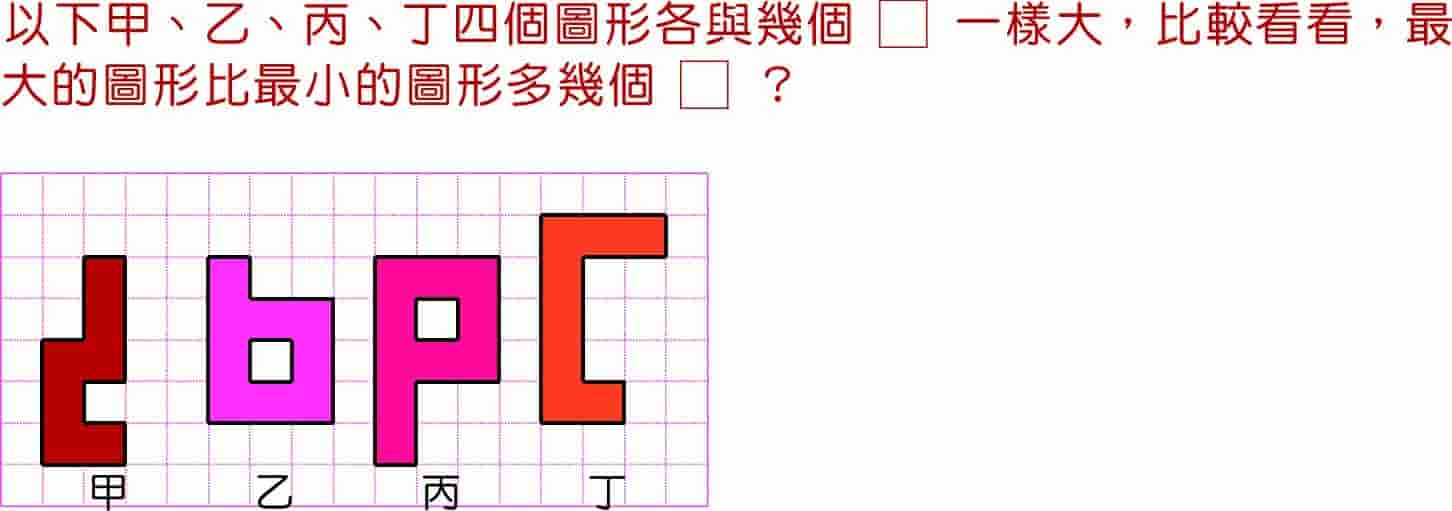 以下甲、乙、丙、丁四個圖形各與幾個 □ 一樣大，比較看看，最
大的圖形比最小的圖形多幾個 □ ？
甲 乙 丙 丁